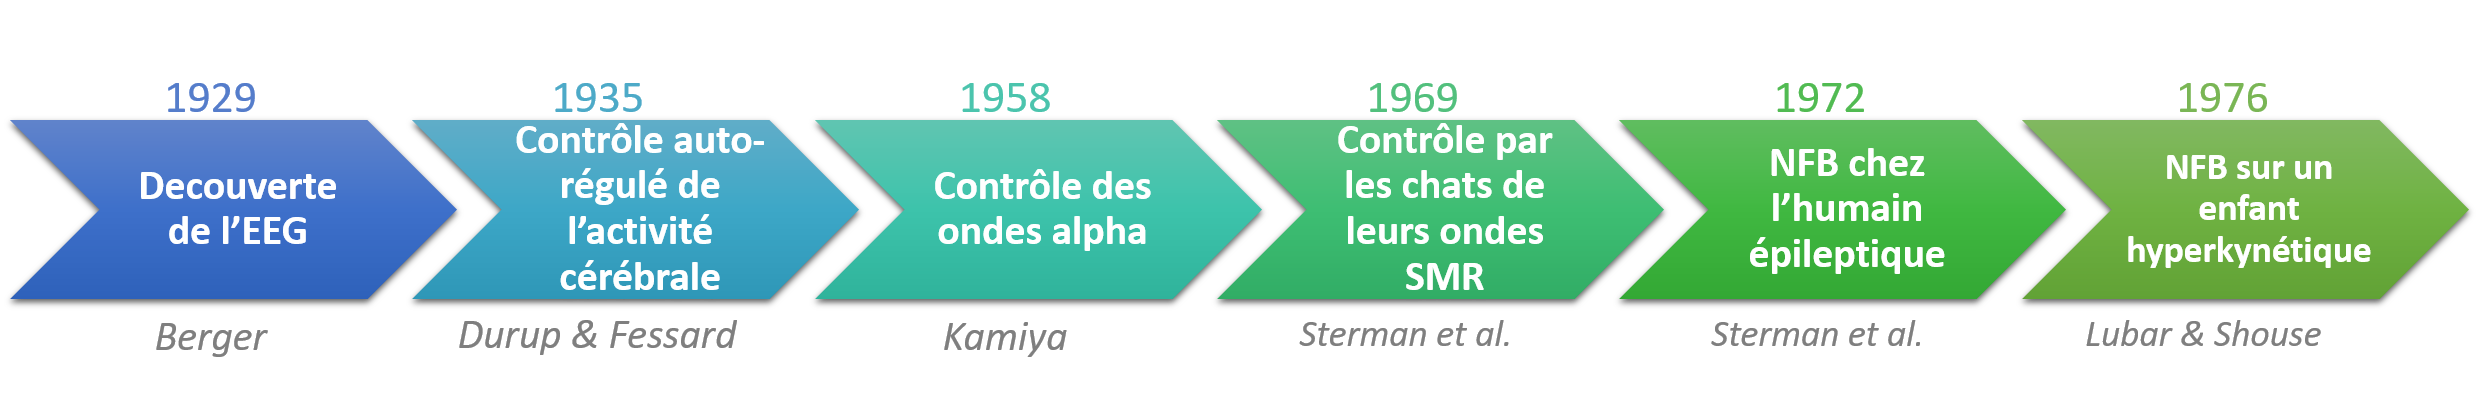 1929
Decouverte
de l’EEG
Berger
1935
Contrôle auto-
régulé de
l’activité
cérébrale
Durup & Fessard
1958
Contrôle des
ondes alpha
Kamiya
1969
Contrôle par
les chats de
leurs ondes
SMR
Sterman et al.
1972
NFB chez
l’humain
épileptique
Sterman et al.
1976
NFB sur un
enfant
hyperkynétique
Lubar & Shouse